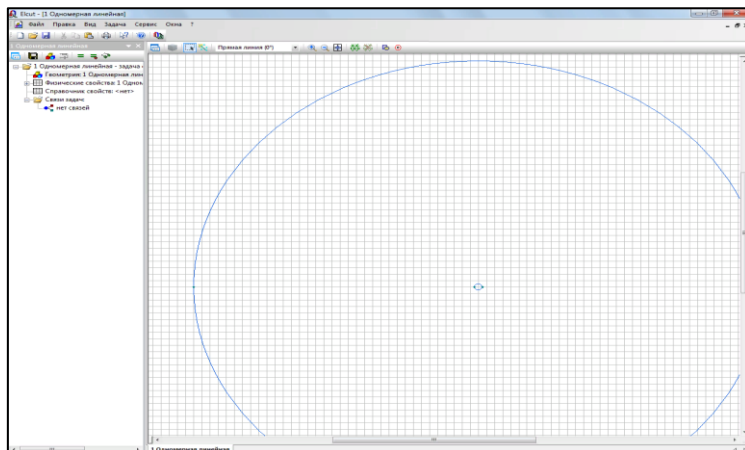 Elcut - [1 Одномерная линейная]
Файл Правка Вид Задача Сервис Окна ?
1 Одномерная линейная
Прямая линия (0°)
1 Одномерная линейная - задача
Геометрия: 1 Одномерная лин
Физические свойства: 1 Одном
Справочник свойств: <нет>
Связи задач:
нет связей
1 Одномерная линейная